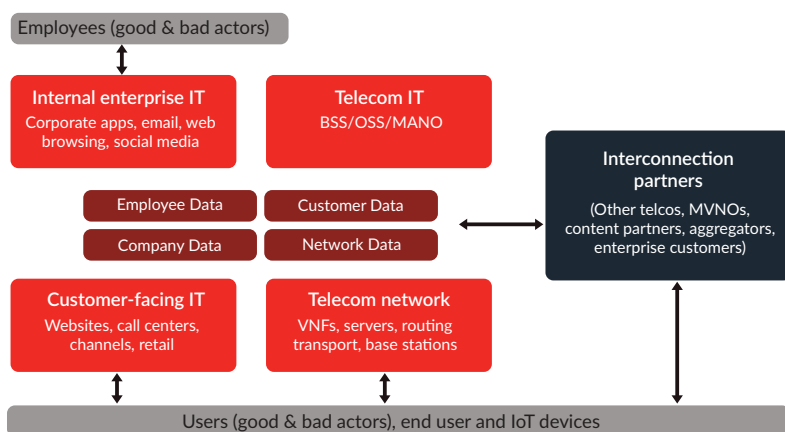 Employees (good & bad actors)
Internal enterprise IT
Corporate apps, email, web
browsing, social media
Telecom IT
BSS/OSS/MANO
Interconnection
partners
(Other telcos, MVNOs,
content partners, aggregators,
enterprise customers)
Employee Data
Customer Data
Company Data
Network Data
Customer-facing IT
Websites, call centers,
channels, retail
Telecom network
VNFs, servers, routing
transport, base stations
Users (good & bad actors), end user and IoT devices